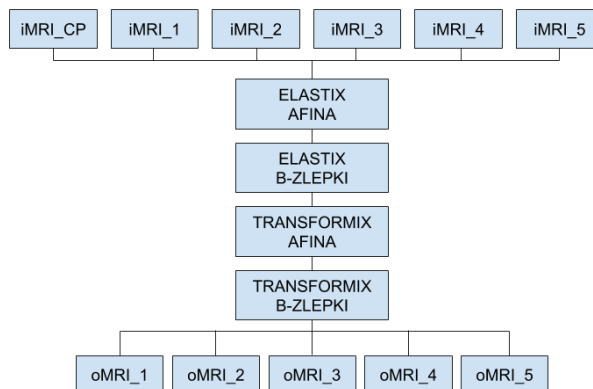 iMRI_CP
iMRI_1
iMRI_2
iMRI_3
iMRI_4
iMRI_5
ELASTIX
AFINA
ELASTIX
B-ZLEPKI
TRANSFORMIX
AFINA
TRANSFORMIX
B-ZLEPKI
oMRI_1
oMRI_2
oMRI_3
oMRI_4
oMRI_5